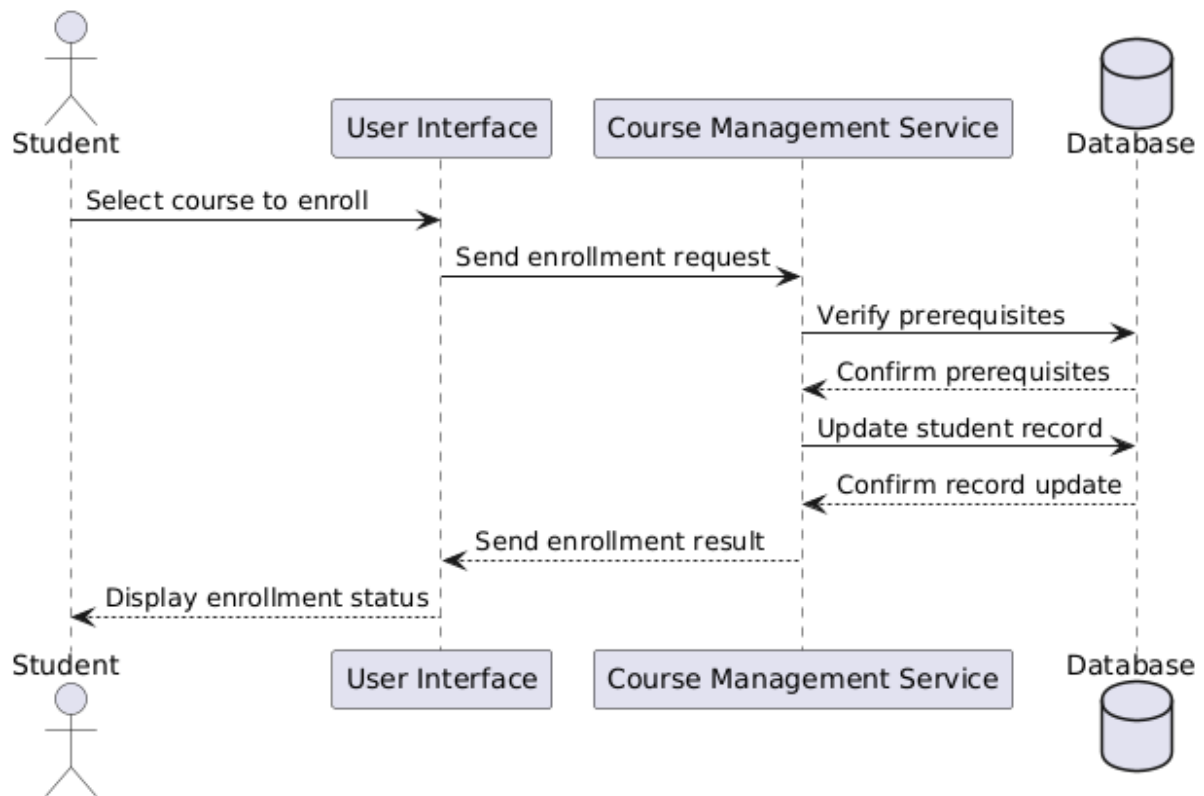 Student
User Interface
Course Management Service
Database
Select course to enroll
Send enrollment request
Verify prerequisites
Confirm prerequisites
Update student record
Confirm record update
Send enrollment result
Display enrollment status
Student
User Interface
Course Management Service
Database